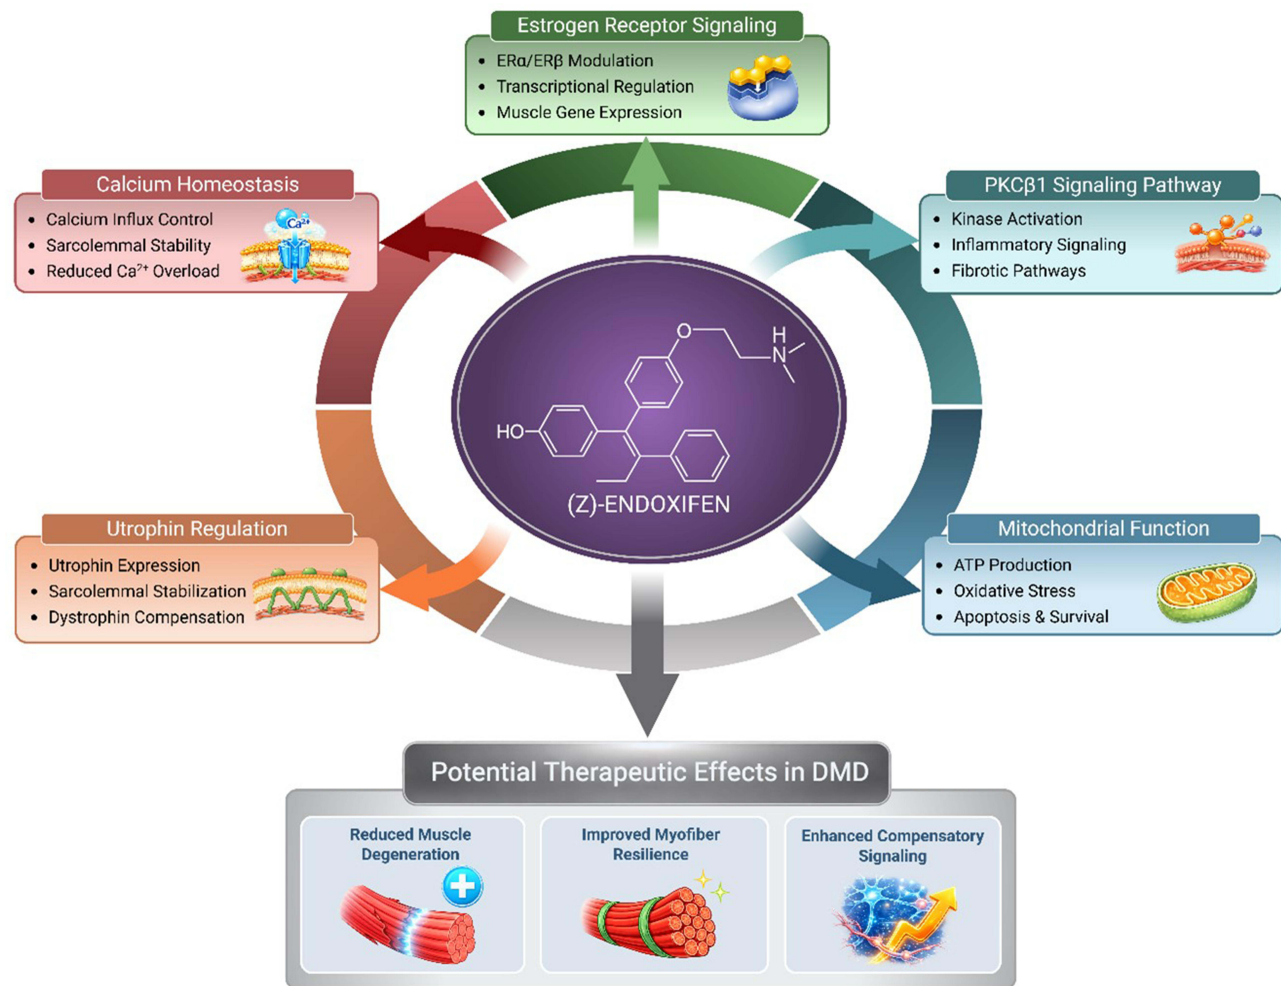 Estrogen Receptor Signaling
• ERα/ERβ Modulation
• Transcriptional Regulation
• Muscle Gene Expression
Calcium Homeostasis
• Calcium Influx Control
• Sarcolemmal Stability
• Reduced Ca²⁺ Overload
Ca²⁺
PKCβ1 Signaling Pathway
• Kinase Activation
• Inflammatory Signaling
• Fibrotic Pathways
O
H
N
HO
(Z)-ENDOXIFEN
Utrophin Regulation
• Utrophin Expression
• Sarcolemmal Stabilization
• Dystrophin Compensation
Mitochondrial Function
• ATP Production
• Oxidative Stress
• Apoptosis & Survival
Potential Therapeutic Effects in DMD
Reduced Muscle
Degeneration
Improved Myofiber
Resilience
Enhanced Compensatory
Signaling